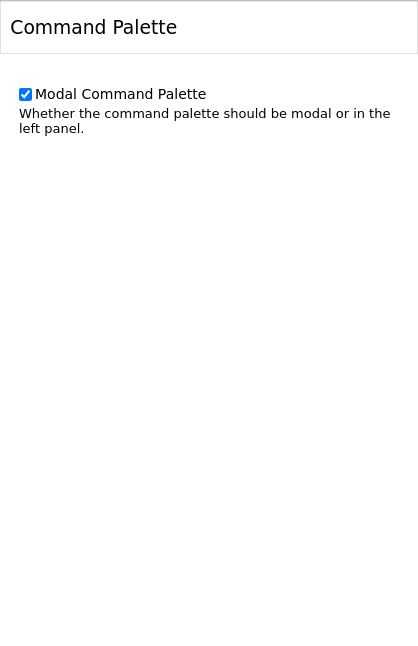 Command Palette
Modal Command Palette
Whether the command palette should be modal or in the
left panel.